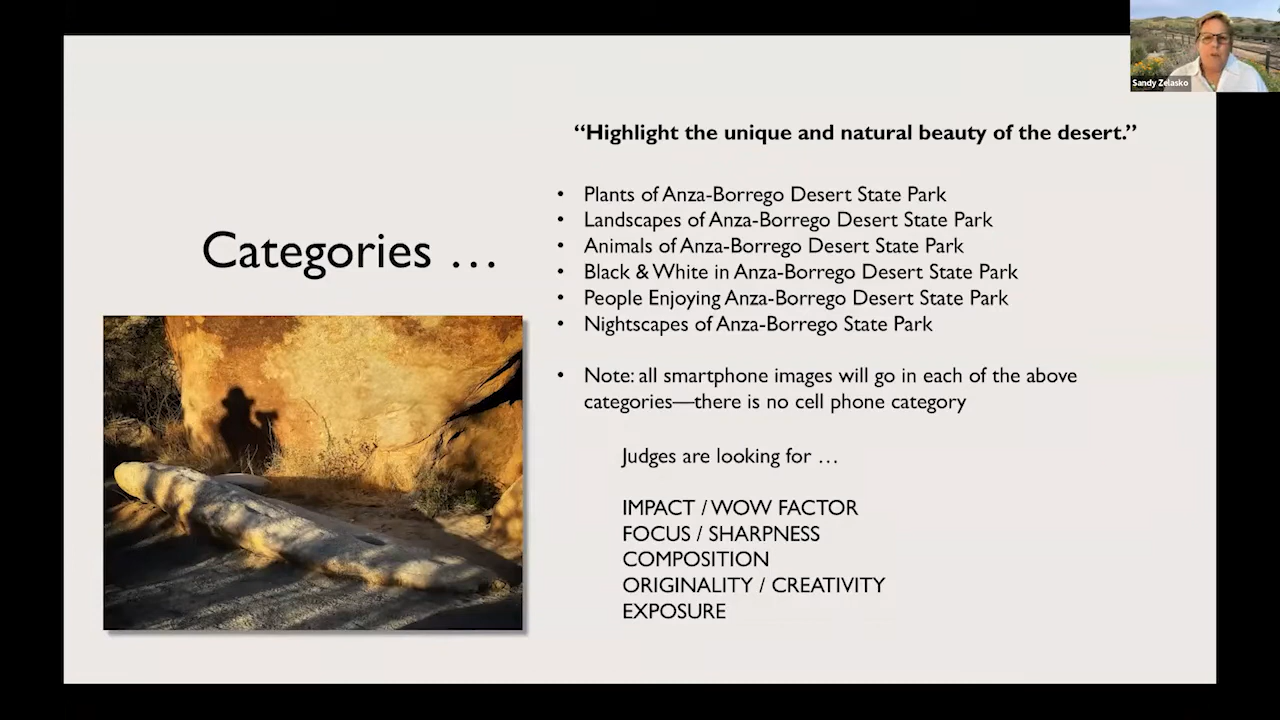 Sandy Zelasko
“Highlight the unique and natural beauty of the desert.”
Categories …
• Plants of Anza-Borrego Desert State Park
• Landscapes of Anza-Borrego Desert State Park
• Animals of Anza-Borrego Desert State Park
• Black & White in Anza-Borrego Desert State Park
• People Enjoying Anza-Borrego Desert State Park
• Nightscapes of Anza-Borrego State Park
• Note: all smartphone images will go in each of the above
categories—there is no cell phone category
Judges are looking for …
IMPACT / WOW FACTOR
FOCUS / SHARPNESS
COMPOSITION
ORIGINALITY / CREATIVITY
EXPOSURE